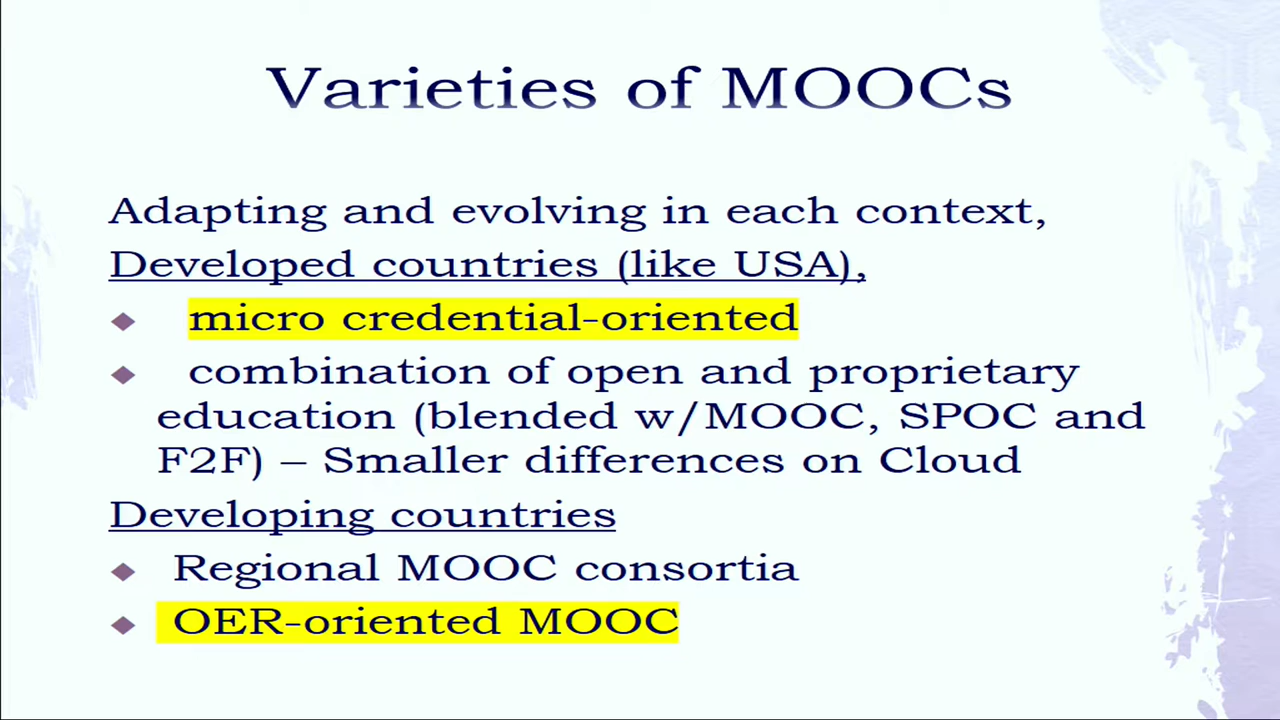 Varieties of MOOCs
Adapting and evolving in each context,
Developed countries (like USA),
micro credential-oriented
combination of open and proprietary
education (blended w/MOOC, SPOC and
F2F) – Smaller differences on Cloud
Developing countries
Regional MOOC consortia
OER-oriented MOOC